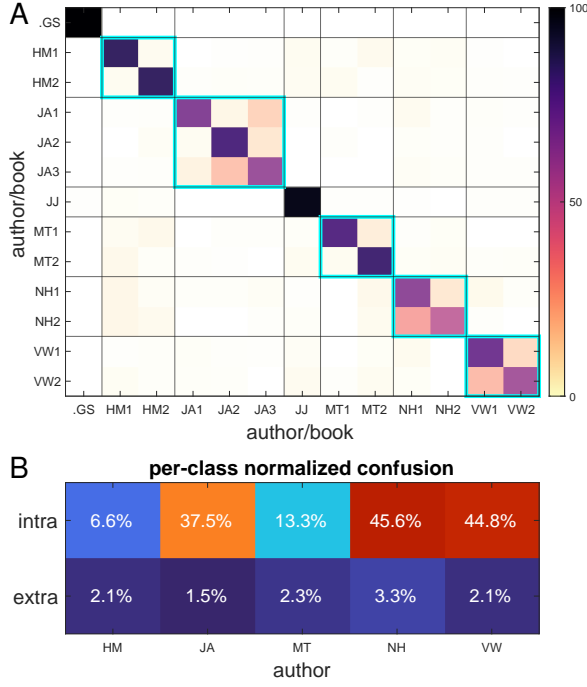 A
author/book
.GS
HM1
HM2
JA1
JA2
JA3
JJ
MT1
MT2
NH1
NH2
VW1
VW2
.GS HM1 HM2 JA1 JA2 JA3 JJ MT1 MT2 NH1 NH2 VW1 VW2
author/book
100
50
0
B
per-class normalized confusion
intra 6.6% 37.5% 13.3% 45.6% 44.8%
extra 2.1% 1.5% 2.3% 3.3% 2.1%
HM JA MT NH VW
author